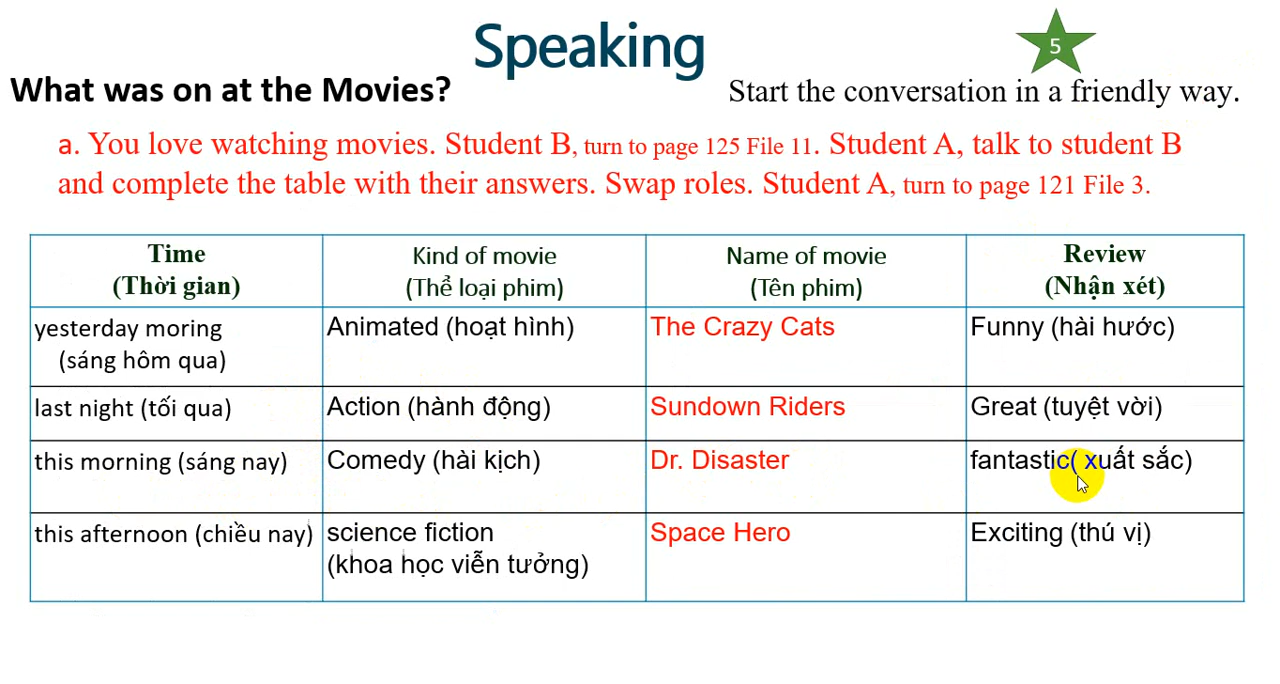 Speaking
5
What was on at the Movies?
Start the conversation in a friendly way.
a. You love watching movies. Student B, turn to page 125 File 11. Student A, talk to student B
and complete the table with their answers. Swap roles. Student A, turn to page 121 File 3.
Time
(Thời gian)
Kind of movie
(Thể loại phim)
Name of movie
(Tên phim)
Review
(Nhận xét)
yesterday moring
(sáng hôm qua)
Animated (hoạt hình)
The Crazy Cats
Funny (hài hước)
last night (tối qua)
Action (hành động)
Sundown Riders
Great (tuyệt vời)
this morning (sáng nay)
Comedy (hài kịch)
Dr. Disaster
fantastic( xuất sắc)
this afternoon (chiều nay)
science fiction
(khoa học viễn tưởng)
Space Hero
Exciting (thú vị)